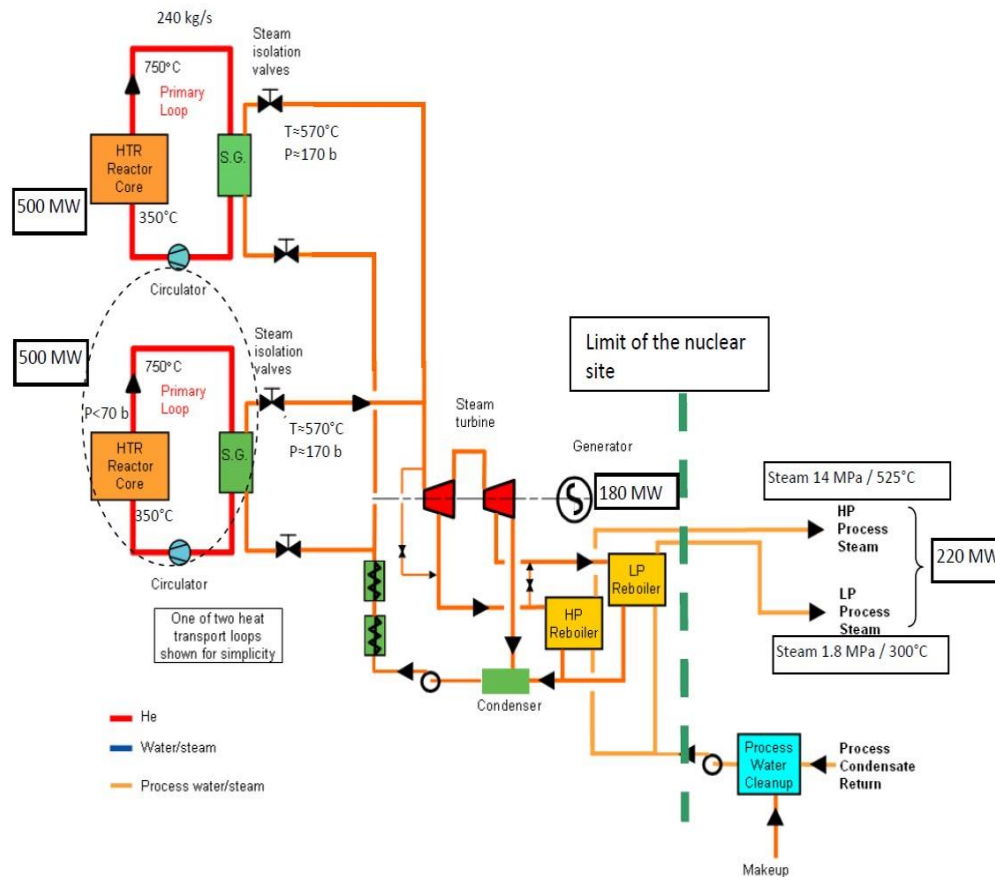 240 kg/s
Steam
isolation
valves
750°C
Primary
Loop
HTR
Reactor
Core
S.G.
T≈570°C
P≈170 b
500 MW
350°C
Circulator
500 MW
Steam
isolation
valves
750°C
Primary
Loop
P<70 b
HTR
Reactor
Core
S.G.
T≈570°C
P≈170 b
350°C
Circulator
One of two heat
transport loops
shown for simplicity
Limit of the nuclear
site
Steam
turbine
Generator
180 MW
Steam 14 MPa / 525°C
HP
Process
Steam
220 MW
LP
Process
Steam
Steam 1.8 MPa / 300°C
LP
Reboiler
HP
Reboiler
Condenser
He
Water/steam
Process water/steam
Process
Water
Cleanup
Process
Condensate
Return
Makeup